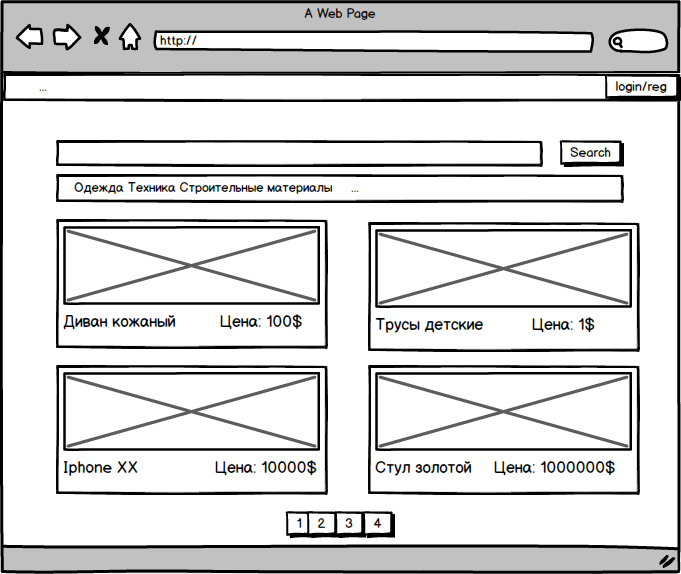 A Web Page
http://
...
login/reg
Search
Одежда Техника Строительные материалы ...
Диван кожаный Цена: 100$
Трусы детские Цена: 1$
Iphone XX Цена: 10000$
Стул золотой Цена: 1000000$
1 2 3 4